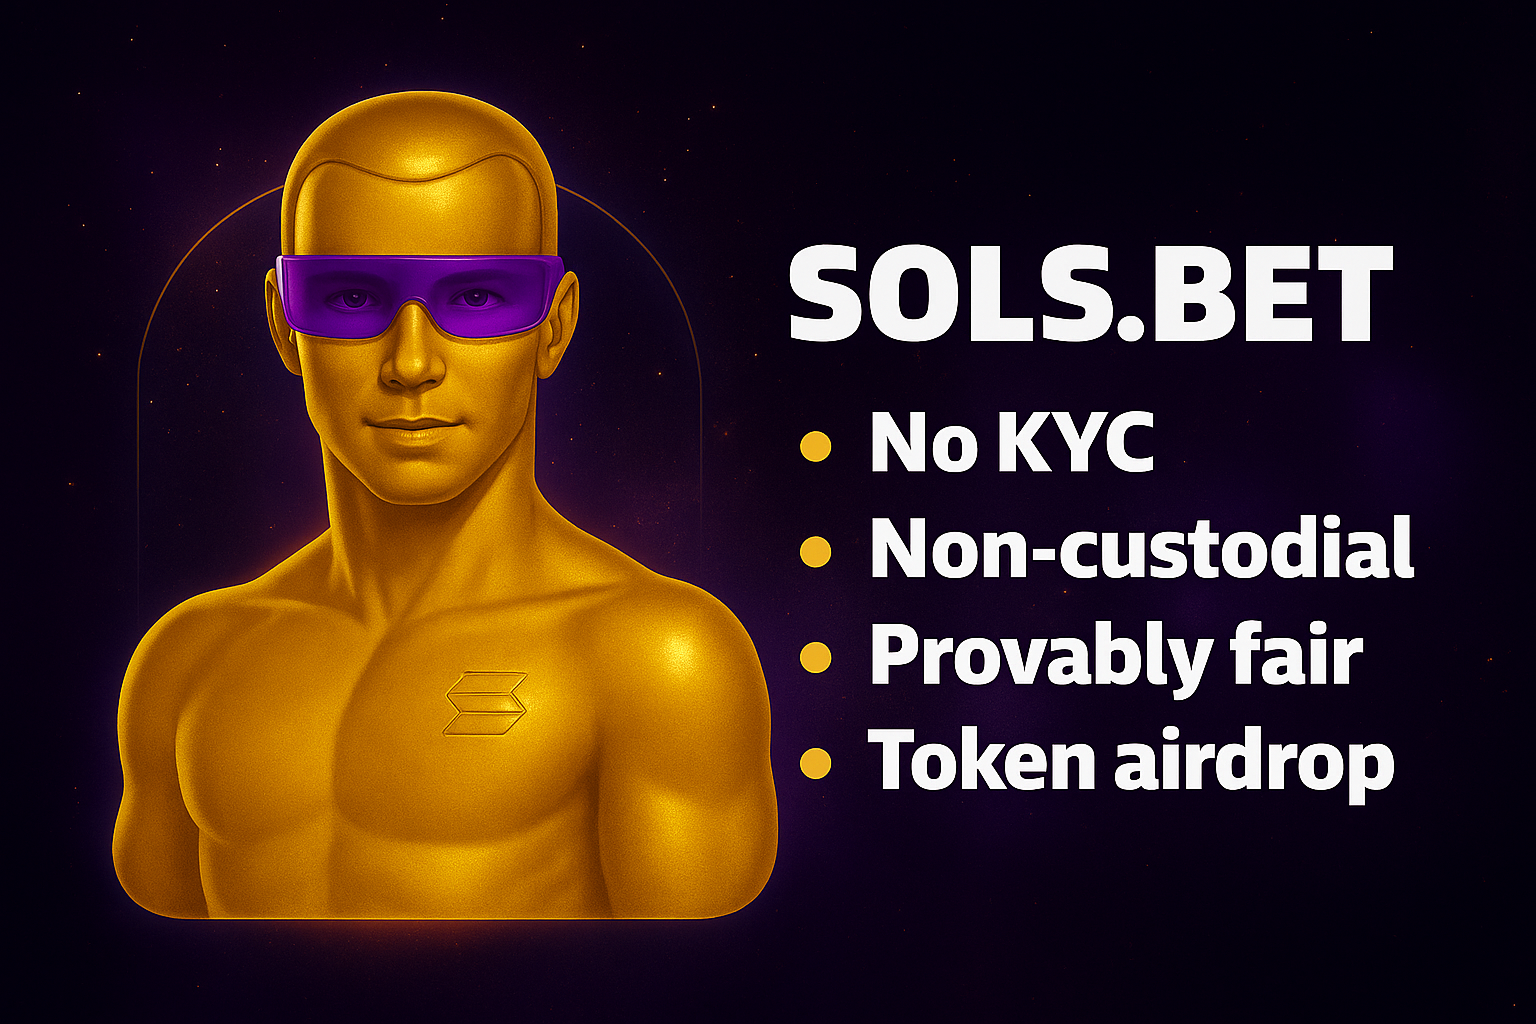 SOLS.BET
No KYC
Non-custodial
Provably fair
Token airdrop